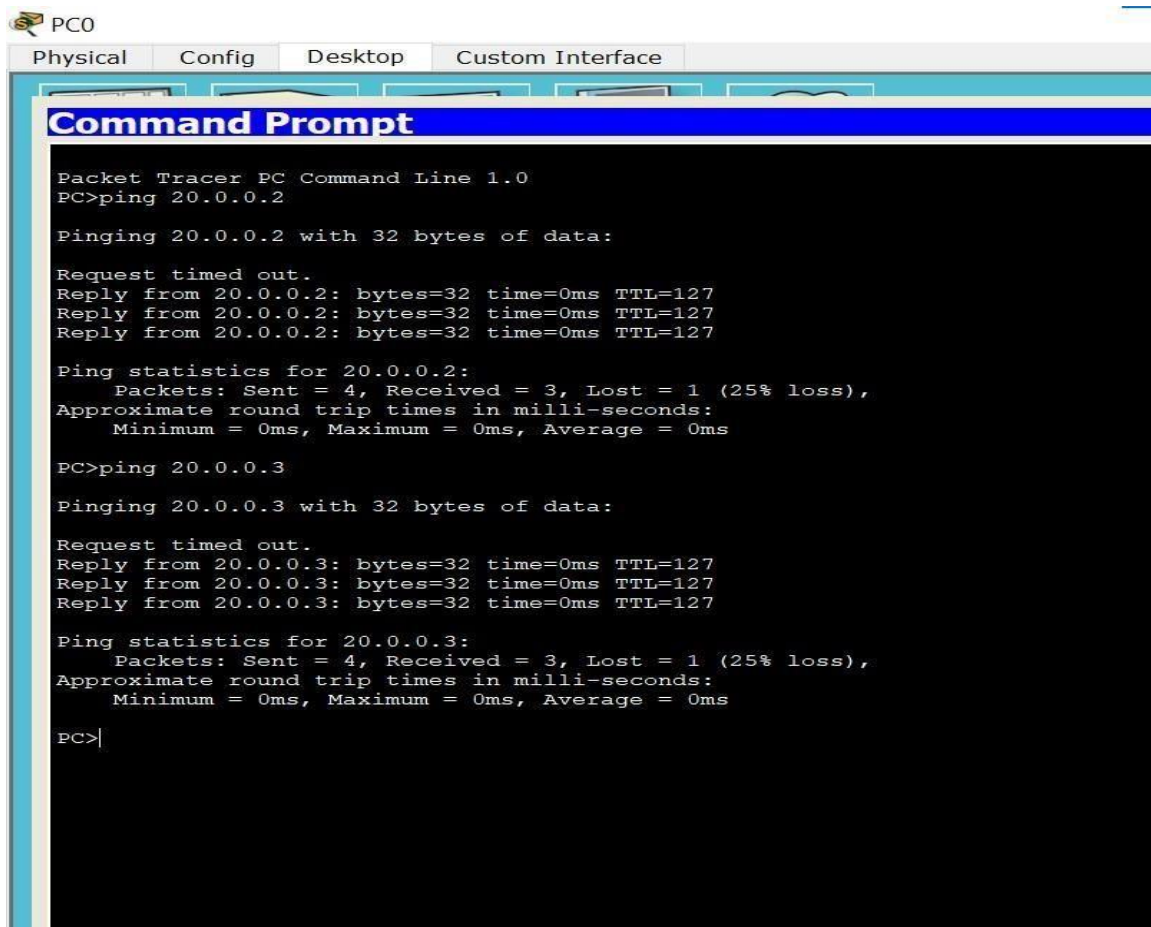 PC0
Physical Config Desktop Custom Interface
Command Prompt
Packet Tracer PC Command Line 1.0
PC>ping 20.0.0.2
Pinging 20.0.0.2 with 32 bytes of data:
Request timed out.
Reply from 20.0.0.2: bytes=32 time=0ms TTL=127
Reply from 20.0.0.2: bytes=32 time=0ms TTL=127
Reply from 20.0.0.2: bytes=32 time=0ms TTL=127
Ping statistics for 20.0.0.2:
Packets: Sent = 4, Received = 3, Lost = 1 (25% loss),
Approximate round trip times in milli-seconds:
Minimum = 0ms, Maximum = 0ms, Average = 0ms
PC>ping 20.0.0.3
Pinging 20.0.0.3 with 32 bytes of data:
Request timed out.
Reply from 20.0.0.3: bytes=32 time=0ms TTL=127
Reply from 20.0.0.3: bytes=32 time=0ms TTL=127
Reply from 20.0.0.3: bytes=32 time=0ms TTL=127
Ping statistics for 20.0.0.3:
Packets: Sent = 4, Received = 3, Lost = 1 (25% loss),
Approximate round trip times in milli-seconds:
Minimum = 0ms, Maximum = 0ms, Average = 0ms
PC>